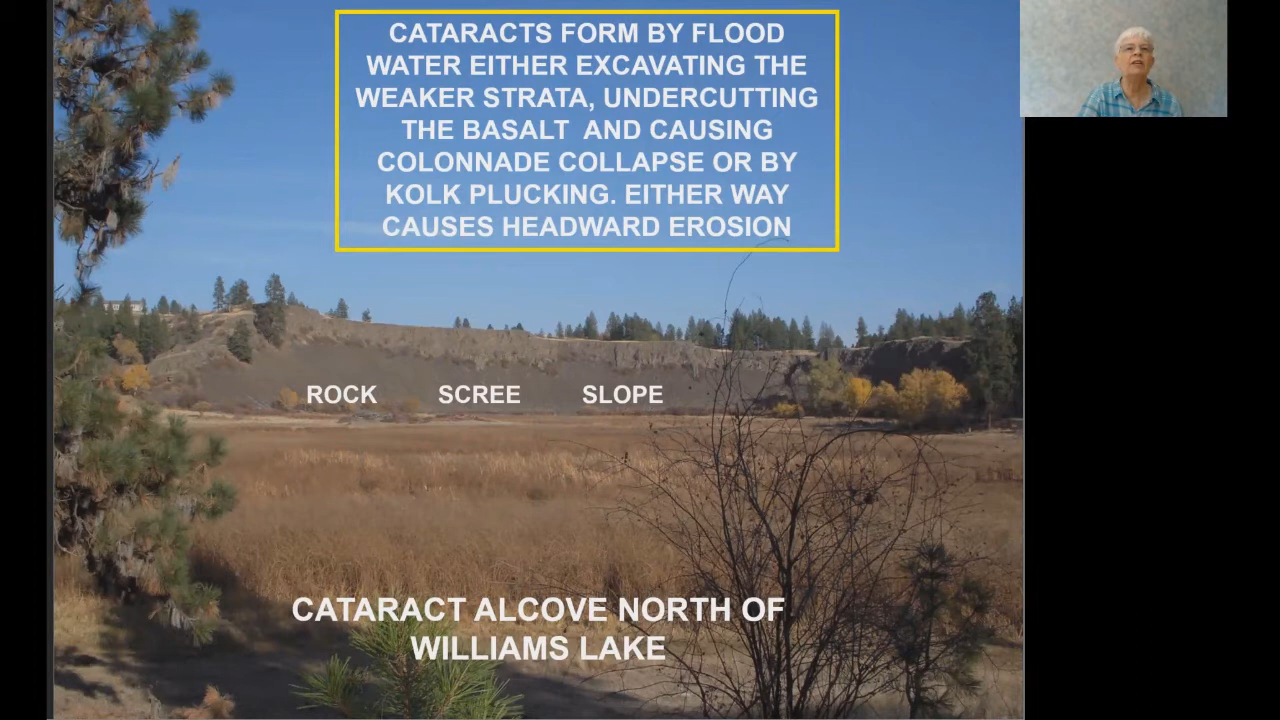 CATARACTS FORM BY FLOOD
WATER EITHER EXCAVATING THE
WEAKER STRATA, UNDERCUTTING
THE BASALT AND CAUSING
COLONNADE COLLAPSE OR BY
KOLK PLUCKING. EITHER WAY
CAUSES HEADWARD EROSION
ROCK SCREE SLOPE
CATARACT ALCOVE NORTH OF
WILLIAMS LAKE